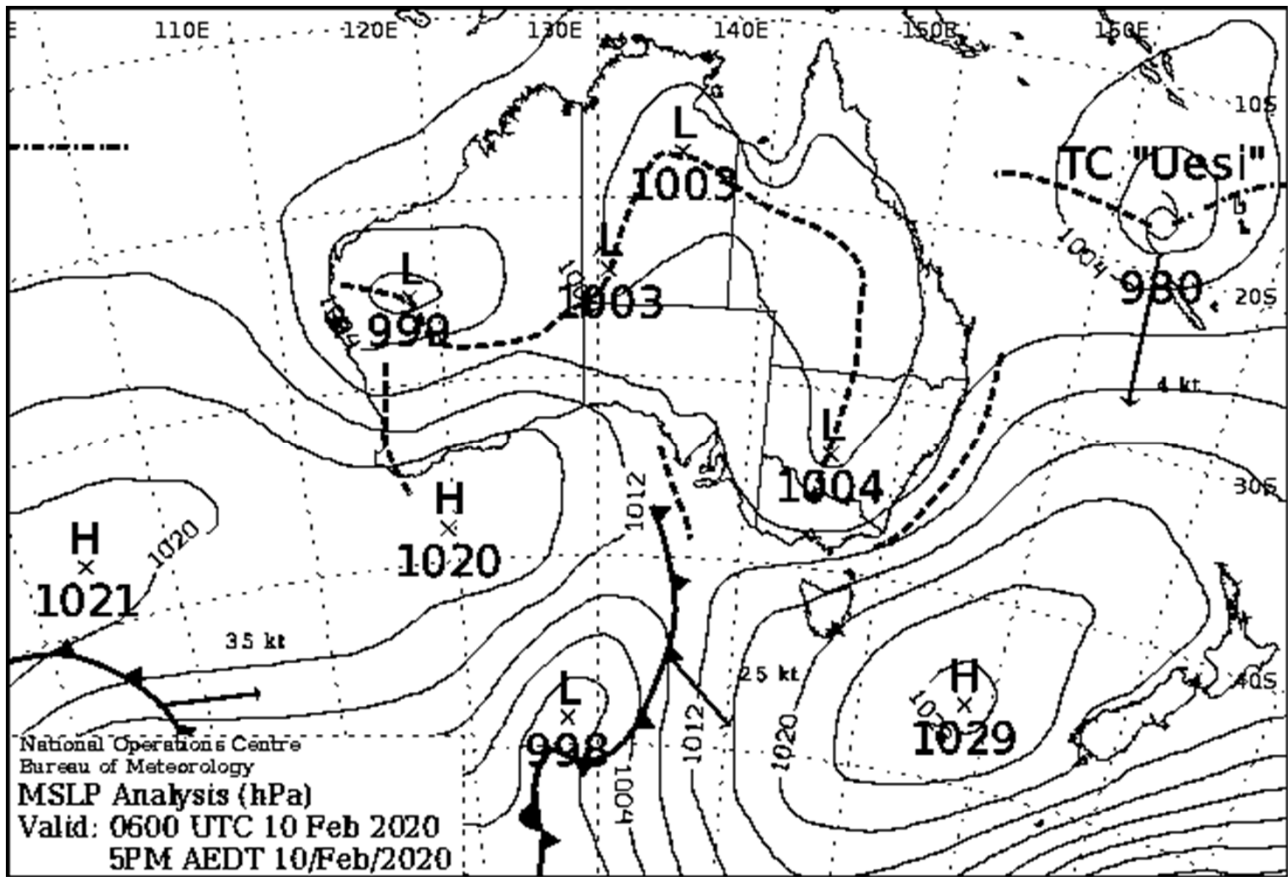 E 110E 120E 130E 140E 150E 160E
10S
L
1003
TC "Uesi"
L
1003
L
990
1004
980
20S
4 kt
L
1004
30S
H
1020
1012
H
1020
1020
H
1021
35 kt
L
998
25 kt
H
1029
40S
1012
1020
1004
National Operations Centre
Bureau of Meteorology
MSLP Analysis (hPa)
Valid: 0600 UTC 10 Feb 2020
5PM AEDT 10/Feb/2020